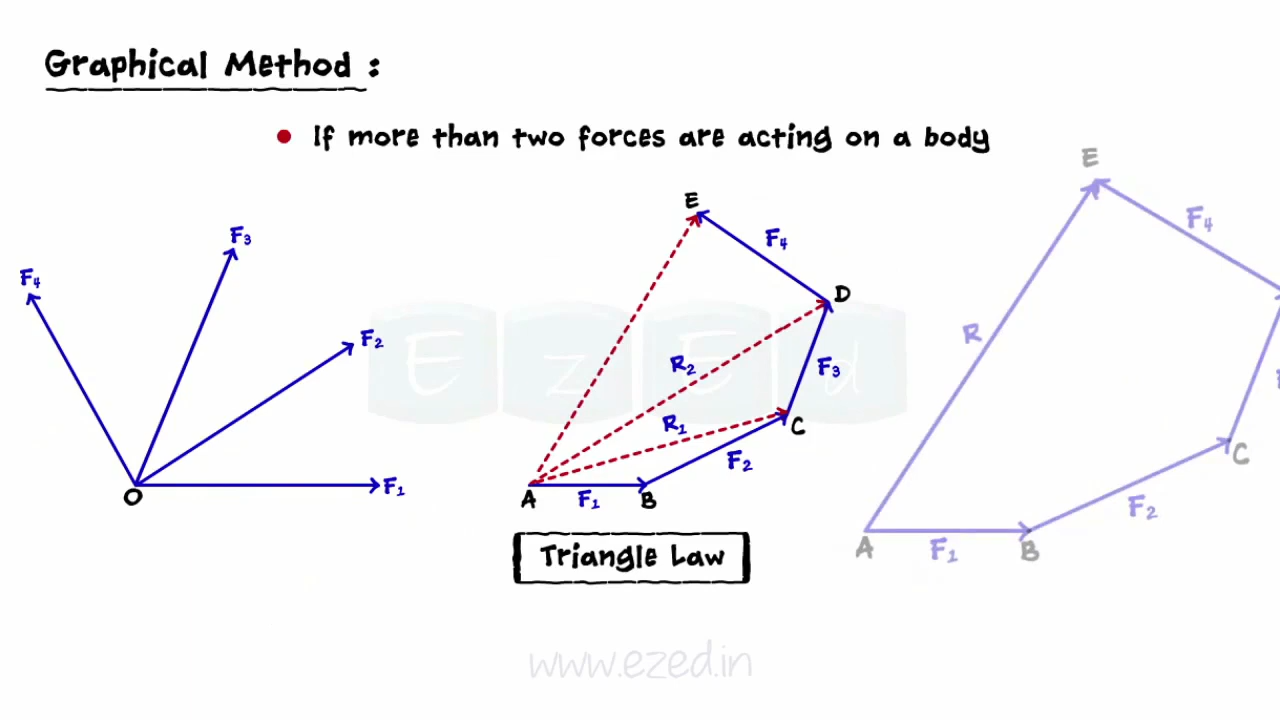 Graphical Method :
If more than two forces are acting on a body
F4
F3
F2
F1
O
E
F4
D
R2
F3
R1
C
F2
A
F1
B
Triangle Law
E
F4
R
C
F2
A
F1
B
EzEd
www.ezed.in